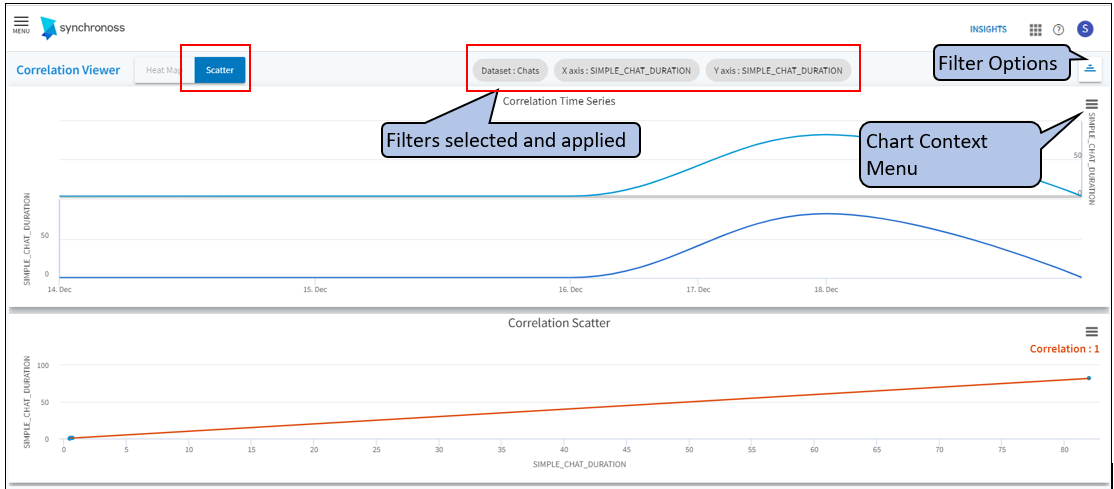 MENU
synchronoss
INSIGHTS
?
S
Correlation Viewer
Heat Map
Scatter
Dataset : Chats
X axis : SIMPLE_CHAT_DURATION
Y axis : SIMPLE_CHAT_DURATION
Filter Options
Correlation Time Series
Filters selected and applied
Chart Context
Menu
SIMPLE_CHAT_DURATION
50
0
SIMPLE_CHAT_DURATION
50
0
14. Dec
15. Dec
16. Dec
17. Dec
18. Dec
Correlation Scatter
Correlation : 1
SIMPLE_CHAT_DURATION
100
50
0
0
5
10
15
20
25
30
35
40
45
50
55
60
65
70
75
80
SIMPLE_CHAT_DURATION